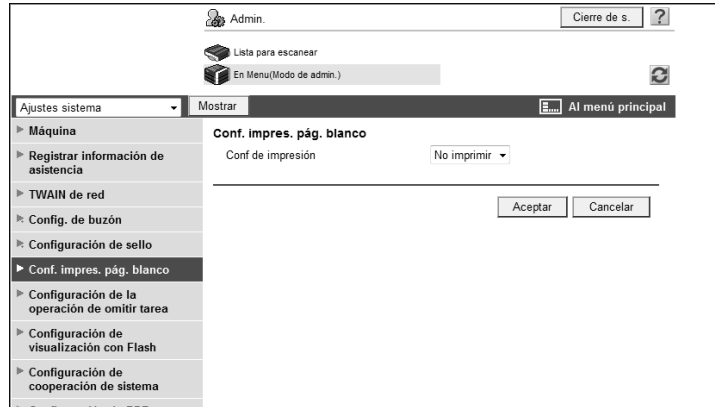 Admin.
Cierre de s.
?
Lista para escanear
En Menu(Modo de admin.)
Ajustes sistema
Mostrar
Al menú principal
Máquina
Registrar información de
asistencia
TWAIN de red
Config. de buzón
Configuración de sello
Conf. impres. pág. blanco
Configuración de la
operación de omitir tarea
Configuración de
visualización con Flash
Configuración de
cooperación de sistema
Conf. impres. pág. blanco
Conf de impresión
No imprimir
Aceptar
Cancelar